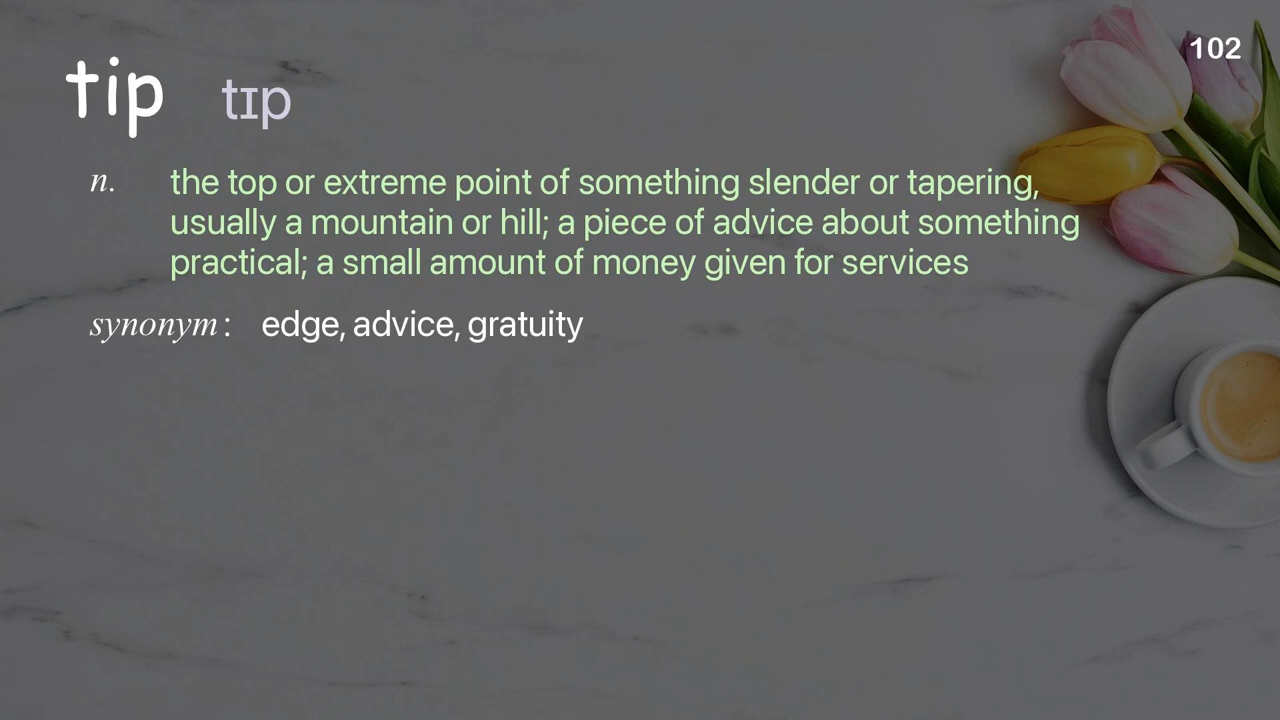 102
tip tɪp
n. the top or extreme point of something slender or tapering,
usually a mountain or hill; a piece of advice about something
practical; a small amount of money given for services
synonym: edge, advice, gratuity